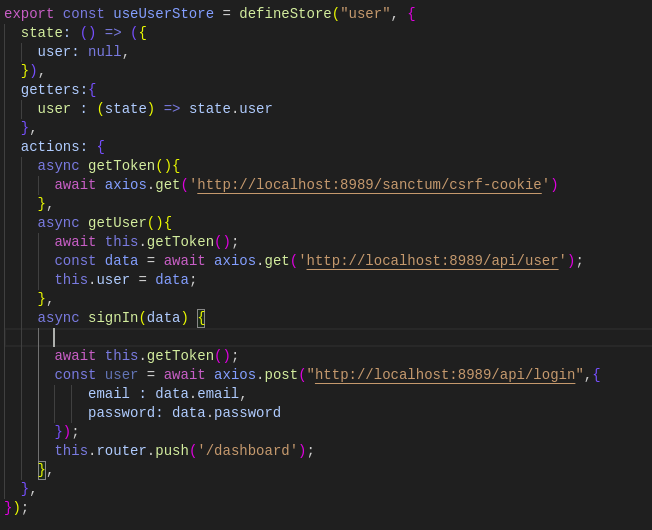 export const useUserStore = defineStore("user", {
  state: () => ({
    user: null,
  }),
  getters:{
    user : (state) => state.user
  },
  actions: {
    async getToken(){
      await axios.get('http://localhost:8989/sanctum/csrf-cookie')
    },
    async getUser(){
      await this.getToken();
      const data = await axios.get('http://localhost:8989/api/user');
      this.user = data;
    },
    async signIn(data) {
      await this.getToken();
      const user = await axios.post("http://localhost:8989/api/login",{
          email : data.email,
          password: data.password
      });
      this.router.push('/dashboard');
    },
  },
});